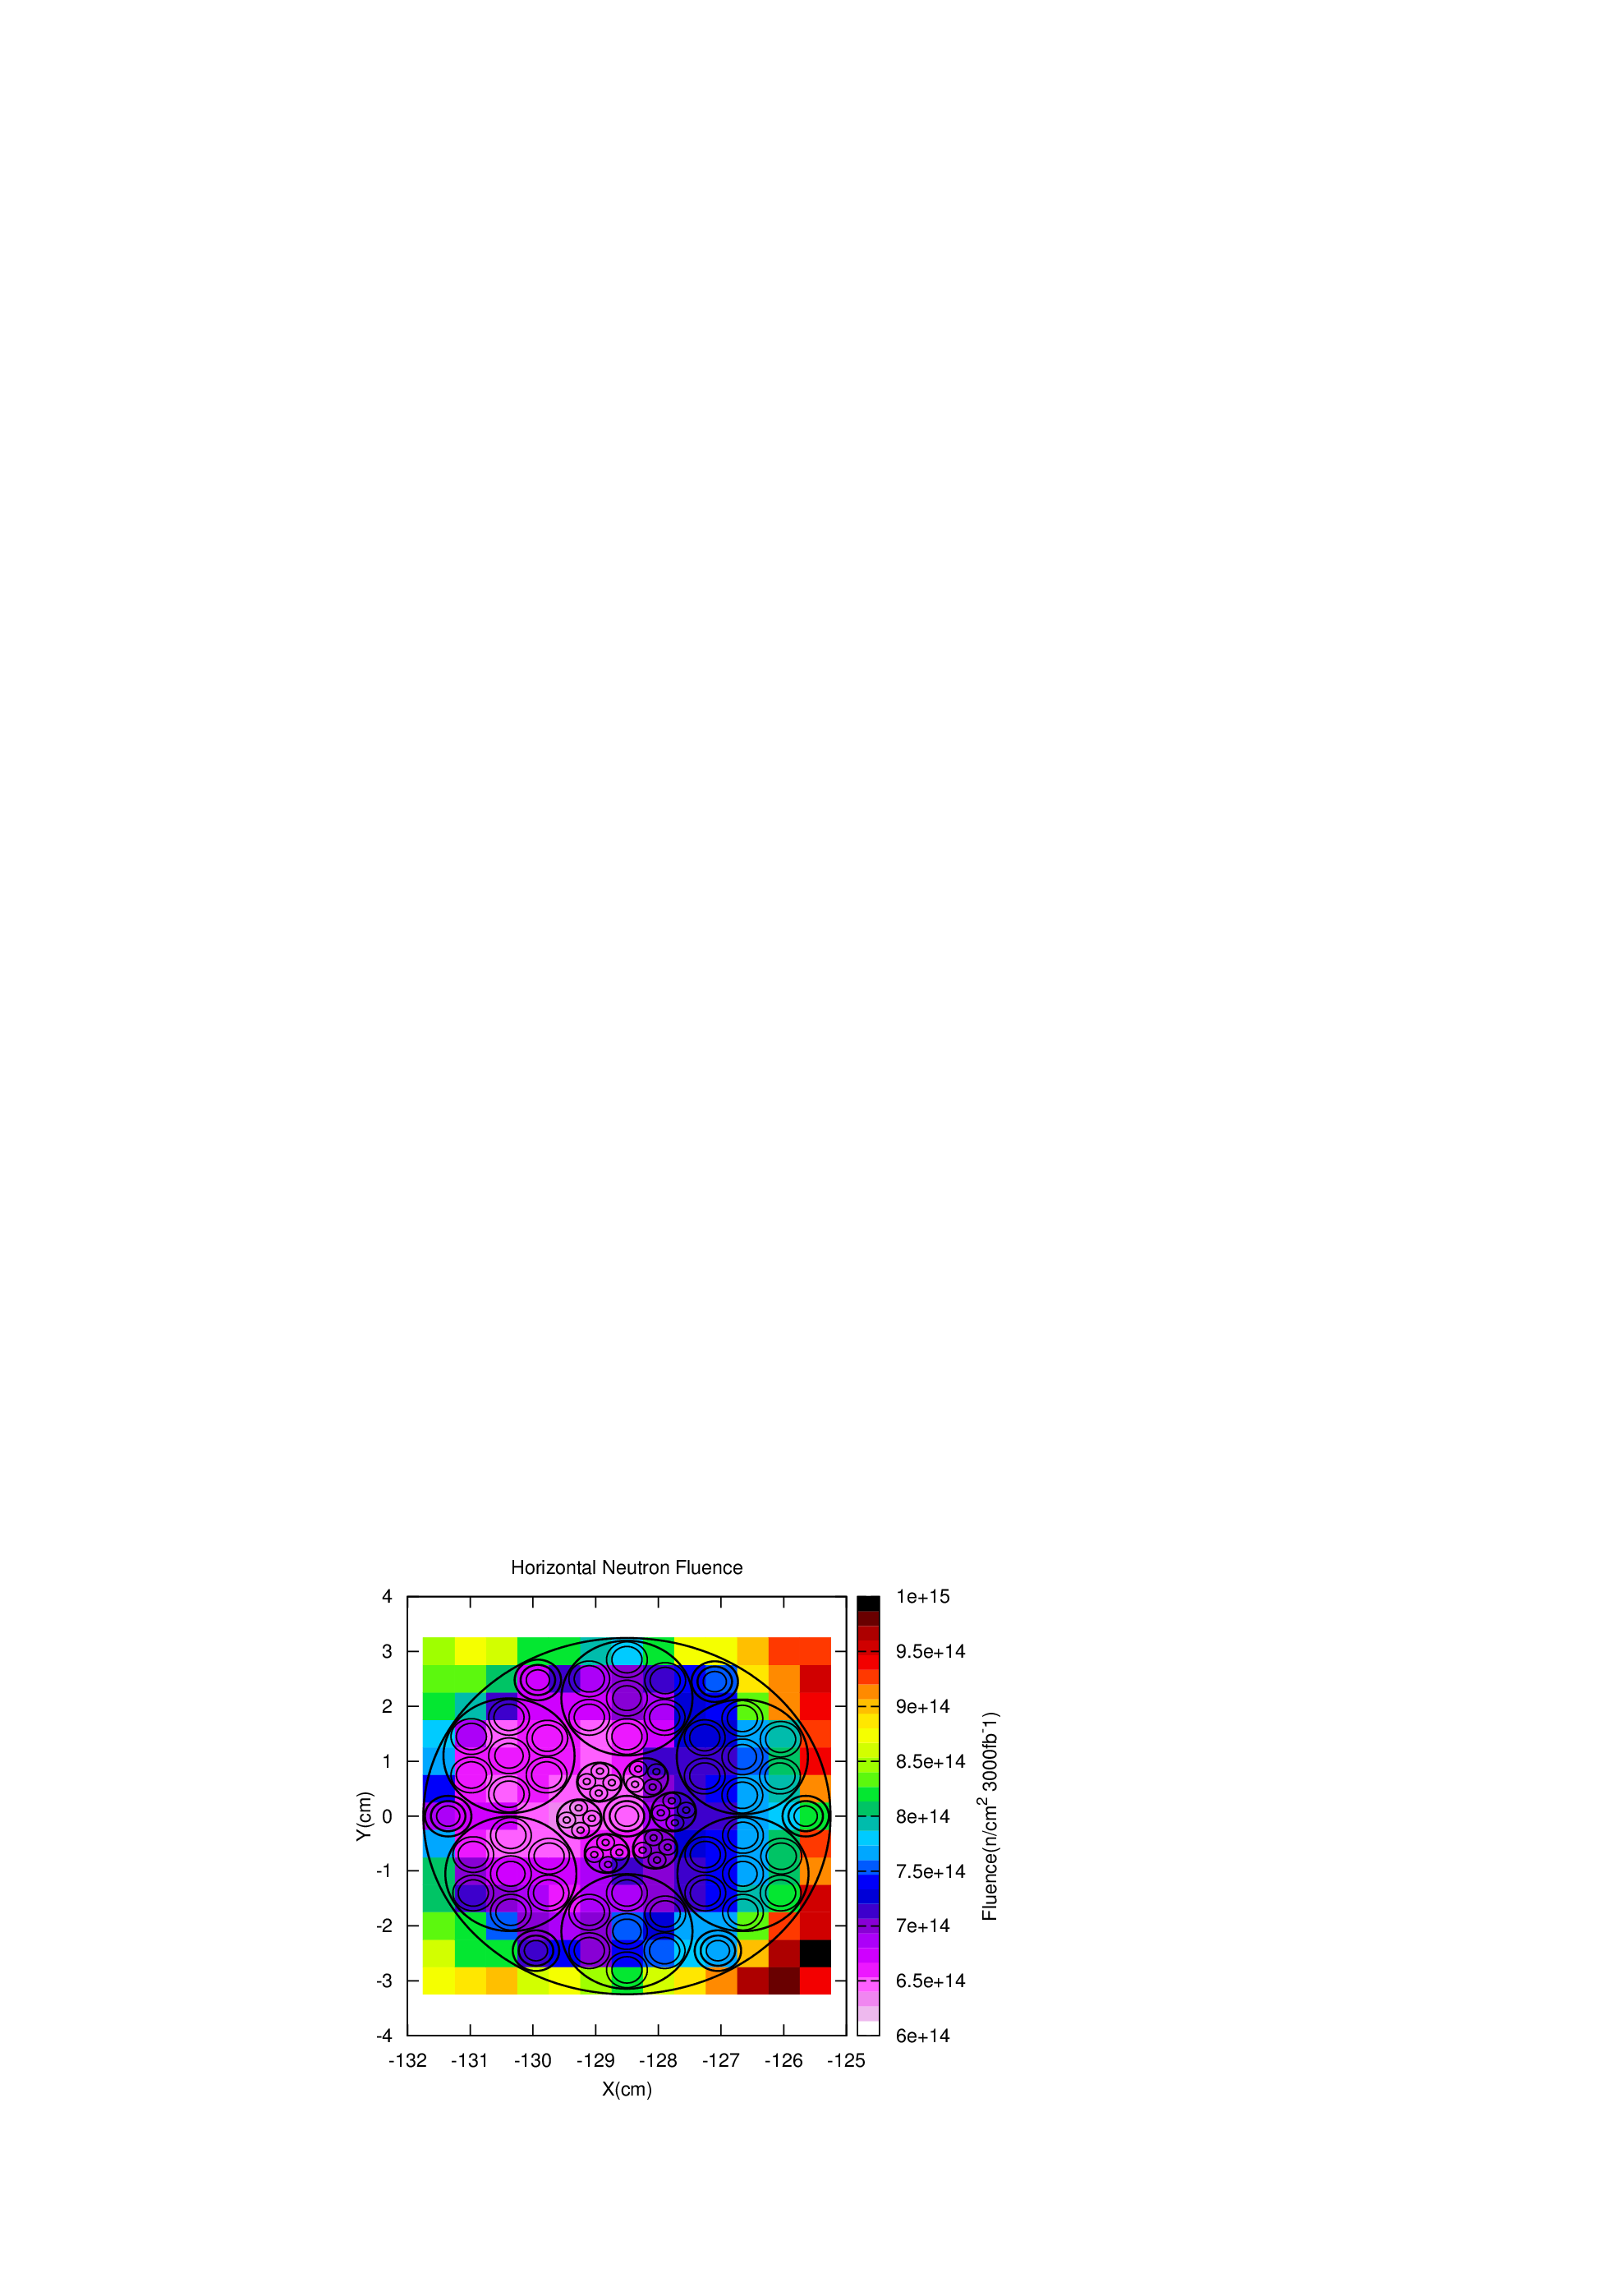 Horizontal Neutron Fluence
4
3
2
1
0
-1
-2
-3
-4
Y(cm)
-132 -131 -130 -129 -128 -127 -126 -125
X(cm)
1e+15
9.5e+14
9e+14
8.5e+14
8e+14
7.5e+14
7e+14
6.5e+14
6e+14
Fluence(n/cm² 3000fb⁻1)